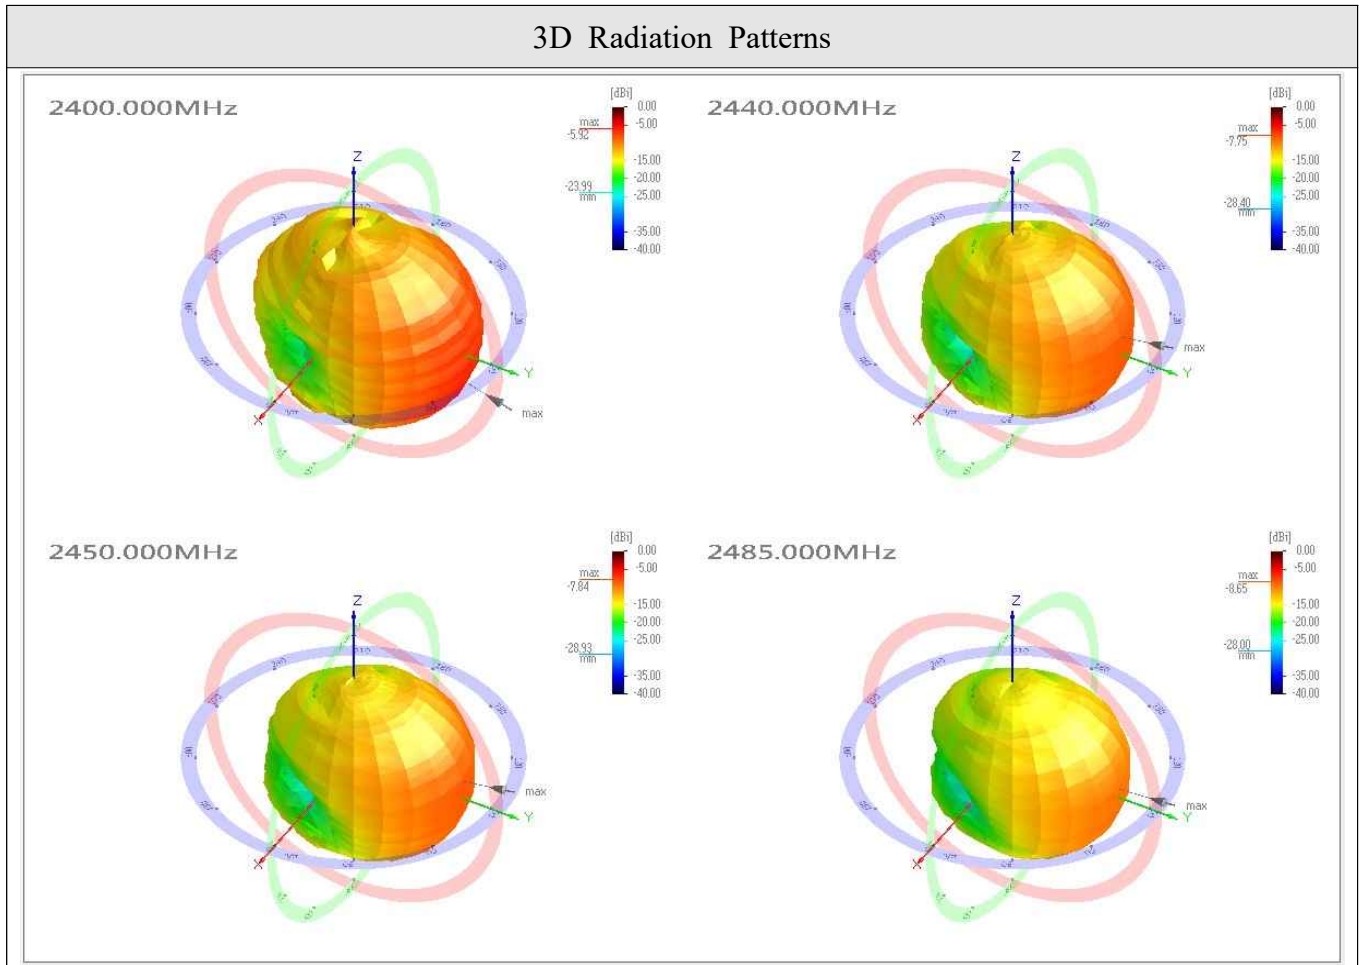 3D Radiation Patterns
2400.000MHz
[dBi]
0.00
max
-5.92
-5.00
-15.00
-23.99
min
-20.00
-25.00
-35.00
-40.00
Z
Y
X
max
2440.000MHz
[dBi]
0.00
max
-7.75
-5.00
-15.00
-20.00
-28.40
min
-25.00
-35.00
-40.00
Z
max
Y
X
2450.000MHz
[dBi]
0.00
max
-7.84
-5.00
-15.00
-20.00
-28.93
min
-25.00
-35.00
-40.00
Z
max
Y
X
2485.000MHz
[dBi]
0.00
max
-8.65
-5.00
-15.00
-20.00
-28.00
min
-25.00
-35.00
-40.00
Z
max
Y
X